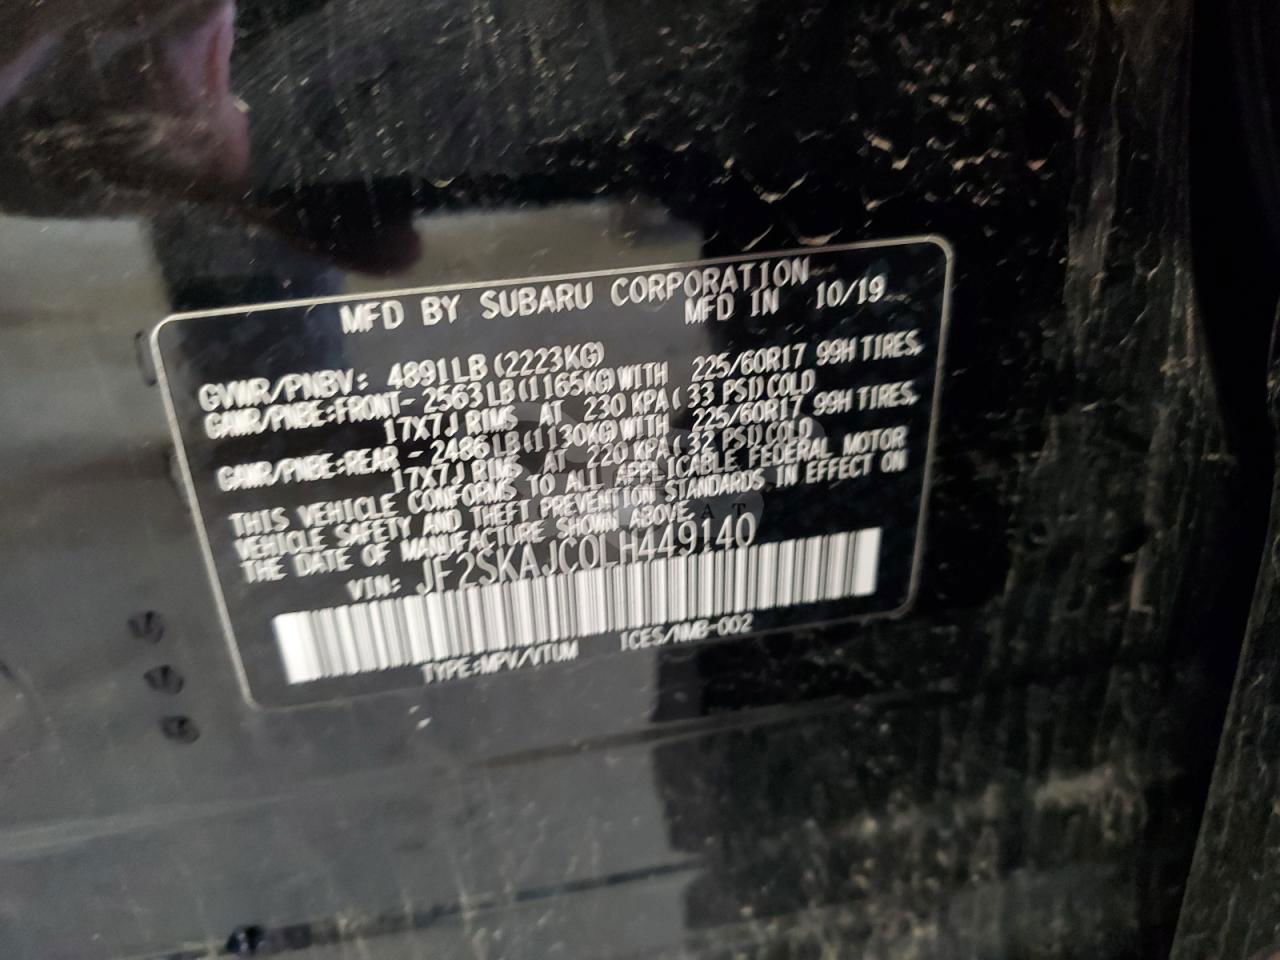 MFD BY SUBARU CORPORATION
MFD IN 10/19
GVWR/PNBV: 4891LB(2223KG)
GAWR/PNBE:FRONT- 2563LB(1165KG)WITH 225/60R17 99H TIRES,
17X7J RIMS AT 230 KPA(33 PSI)COLD
GAWR/PNBE:REAR - 2486LB(1130KG)WITH 225/60R17 99H TIRES,
17X7J RIMS AT 220 KPA(32 PSI)COLD
THIS VEHICLE CONFORMS TO ALL APPLICABLE FEDERAL MOTOR
VEHICLE SAFETY AND THEFT PREVENTION STANDARDS IN EFFECT ON
THE DATE OF MANUFACTURE SHOWN ABOVE.
VIN: JF2SKAJC0LH449140
TYPE:MPV/VTUM ICES/NMB-002